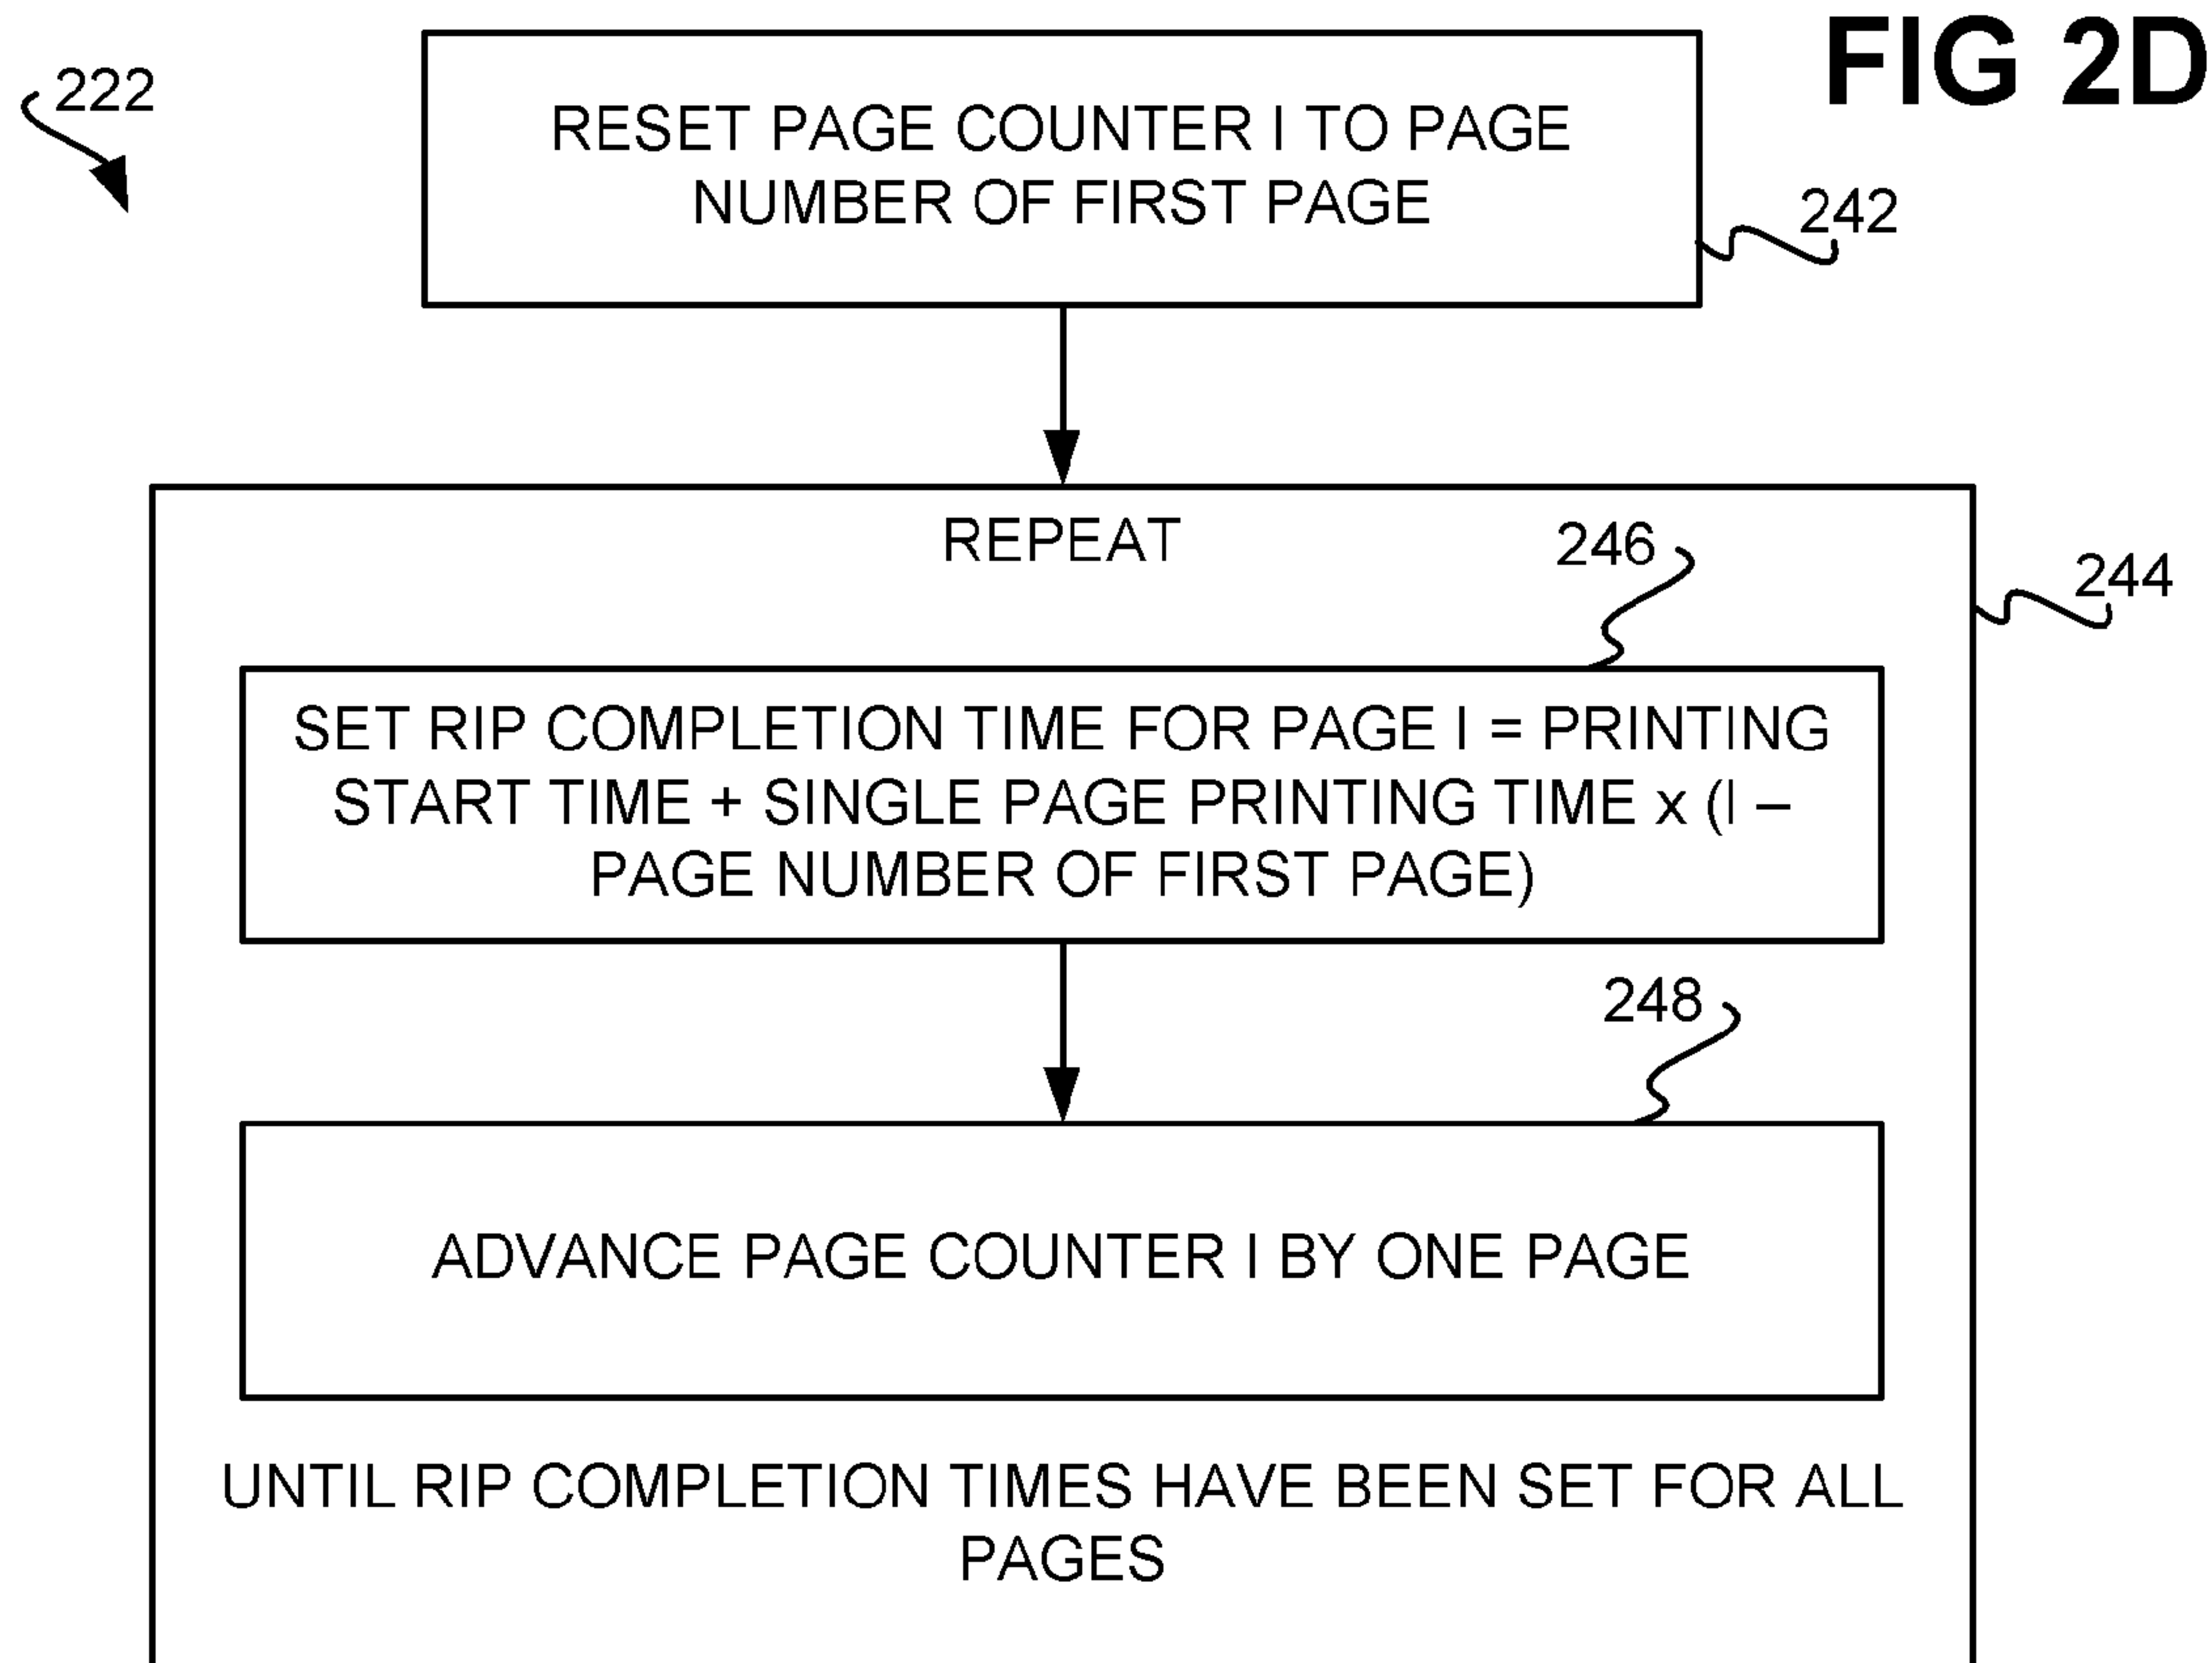 FIG 2D
222
RESET PAGE COUNTER I TO PAGE
NUMBER OF FIRST PAGE
242
REPEAT
246
244
SET RIP COMPLETION TIME FOR PAGE I = PRINTING
START TIME + SINGLE PAGE PRINTING TIME x (I –
PAGE NUMBER OF FIRST PAGE)
248
ADVANCE PAGE COUNTER I BY ONE PAGE
UNTIL RIP COMPLETION TIMES HAVE BEEN SET FOR ALL
PAGES